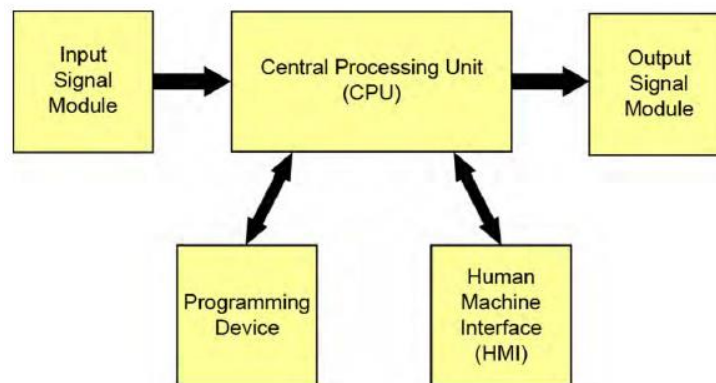 Input
Signal
Module
Central Processing Unit
(CPU)
Output
Signal
Module
Programming
Device
Human
Machine
Interface
(HMI)